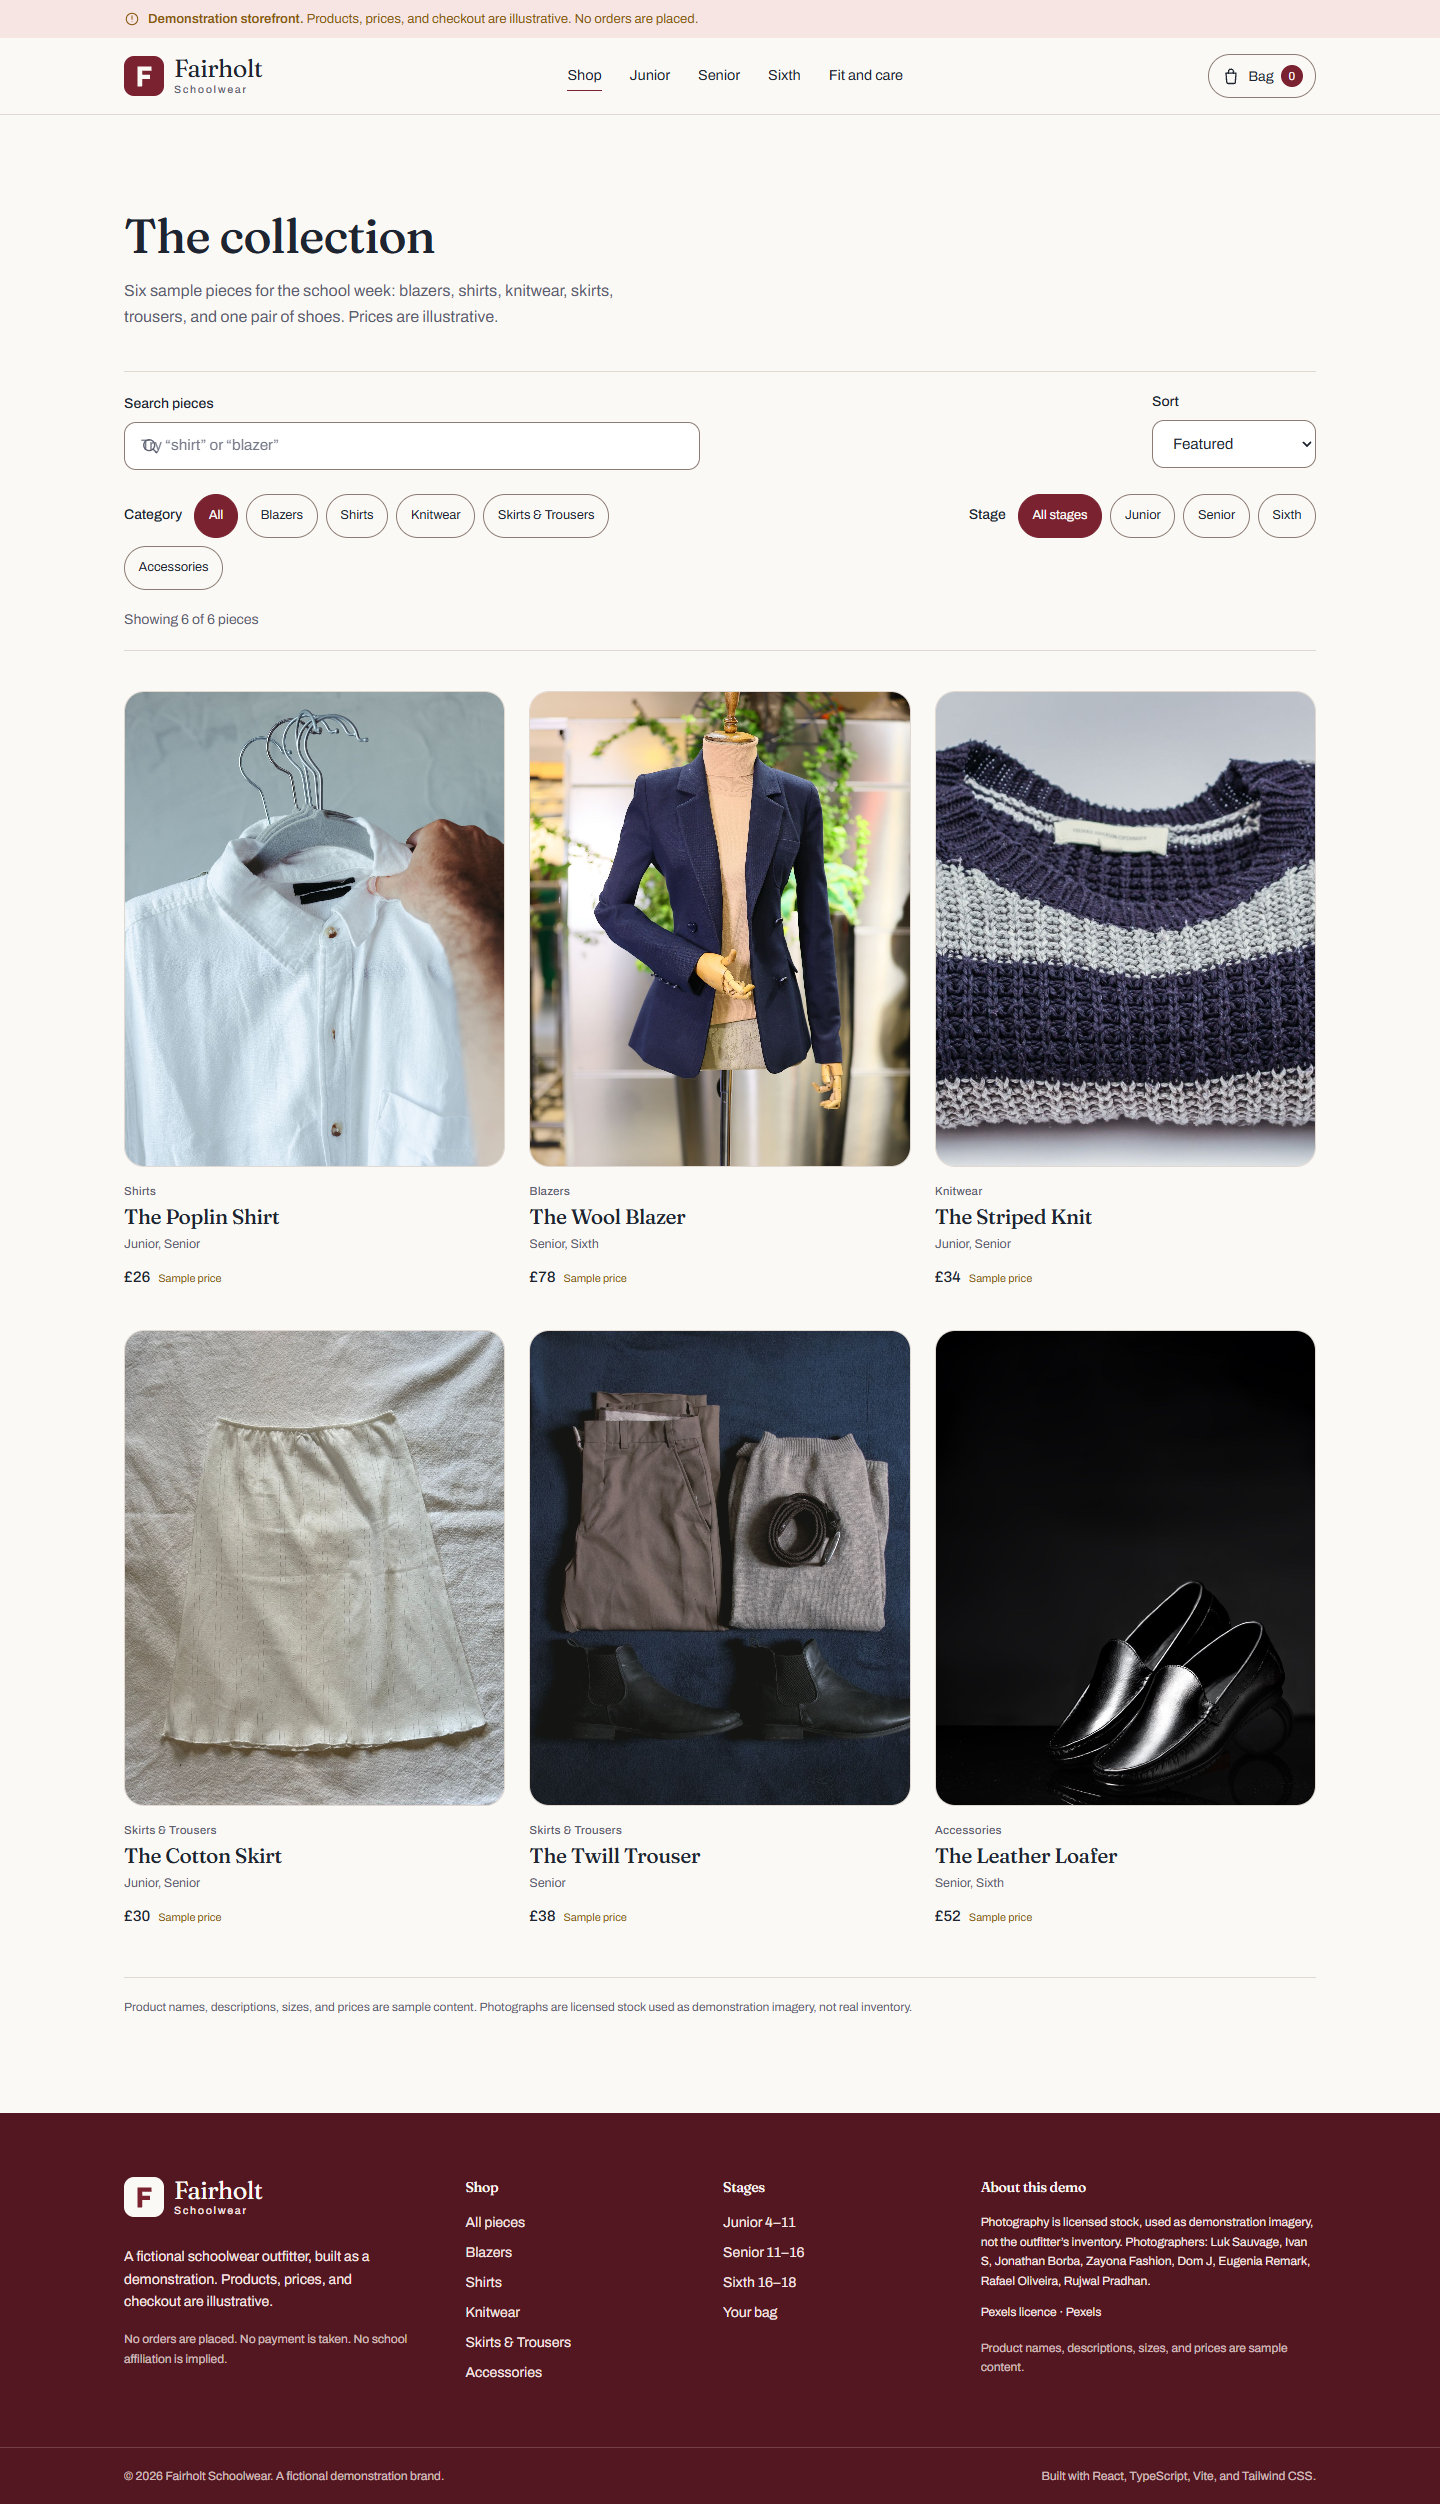 Demonstration storefront. Products, prices, and checkout are illustrative. No orders are placed.
F
Fairholt
Schoolwear
Shop
Junior
Senior
Sixth
Fit and care
Bag
0
The collection
Six sample pieces for the school week: blazers, shirts, knitwear, skirts,
trousers, and one pair of shoes. Prices are illustrative.
Search pieces
Sort
Try “shirt” or “blazer”
Featured
Category
All
Blazers
Shirts
Knitwear
Skirts & Trousers
Accessories
Stage
All stages
Junior
Senior
Sixth
Showing 6 of 6 pieces
Shirts
The Poplin Shirt
Junior, Senior
£26 Sample price
Blazers
The Wool Blazer
Senior, Sixth
£78 Sample price
Knitwear
The Striped Knit
Junior, Senior
£34 Sample price
Skirts & Trousers
The Cotton Skirt
Junior, Senior
£30 Sample price
Skirts & Trousers
The Twill Trouser
Senior
£38 Sample price
Accessories
The Leather Loafer
Senior, Sixth
£52 Sample price
Product names, descriptions, sizes, and prices are sample content. Photographs are licensed stock used as demonstration imagery, not real inventory.
F
Fairholt
Schoolwear
A fictional schoolwear outfitter, built as a
demonstration. Products, prices, and
checkout are illustrative.
No orders are placed. No payment is taken. No school
affiliation is implied.
Shop
All pieces
Blazers
Shirts
Knitwear
Skirts & Trousers
Accessories
Stages
Junior 4–11
Senior 11–16
Sixth 16–18
Your bag
About this demo
Photography is licensed stock, used as demonstration imagery,
not the outfitter’s inventory. Photographers: Luk Sauvage, Ivan
S, Jonathan Borba, Zayona Fashion, Dom J, Eugenia Remark,
Rafael Oliveira, Rujwal Pradhan.
Pexels licence · Pexels
Product names, descriptions, sizes, and prices are sample
content.
© 2026 Fairholt Schoolwear. A fictional demonstration brand.
Built with React, TypeScript, Vite, and Tailwind CSS.